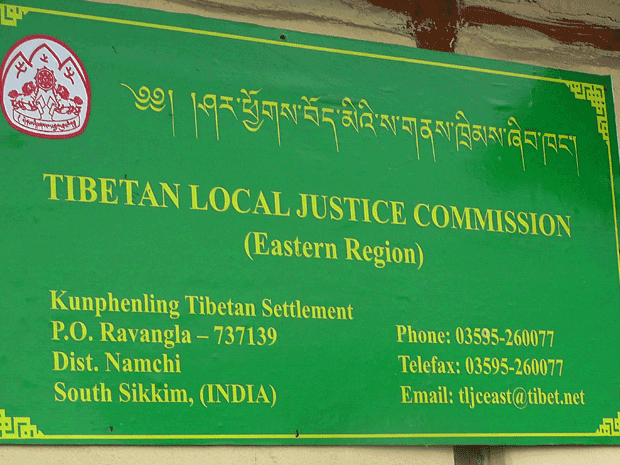 ༄༅། །ཤར་ཕྱོགས་བོད་མིའི་ས་གནས་ཁྲིམས་ཞིབ་ཁང་།
TIBETAN LOCAL JUSTICE COMMISSION
(Eastern Region)
Kunphenling Tibetan Settlement
P.O. Ravangla – 737139
Dist. Namchi
South Sikkim, (INDIA)
Phone: 03595-260077
Telefax: 03595-260077
Email: tljceast@tibet.net